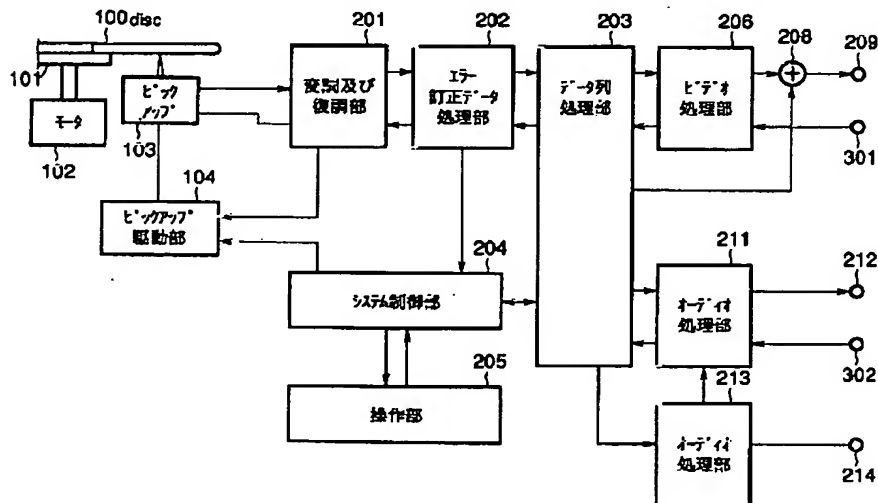 100 disc
101
モータ
102
ピック
アップ
103
104
ピックアップ
駆動部
201
変調及び
復調部
202
エラー
訂正データ
処理部
203
データ列
処理部
204
システム制御部
205
操作部
206
ビデオ
処理部
208
+
209
301
211
オーディオ
処理部
212
302
213
オーディオ
処理部
214